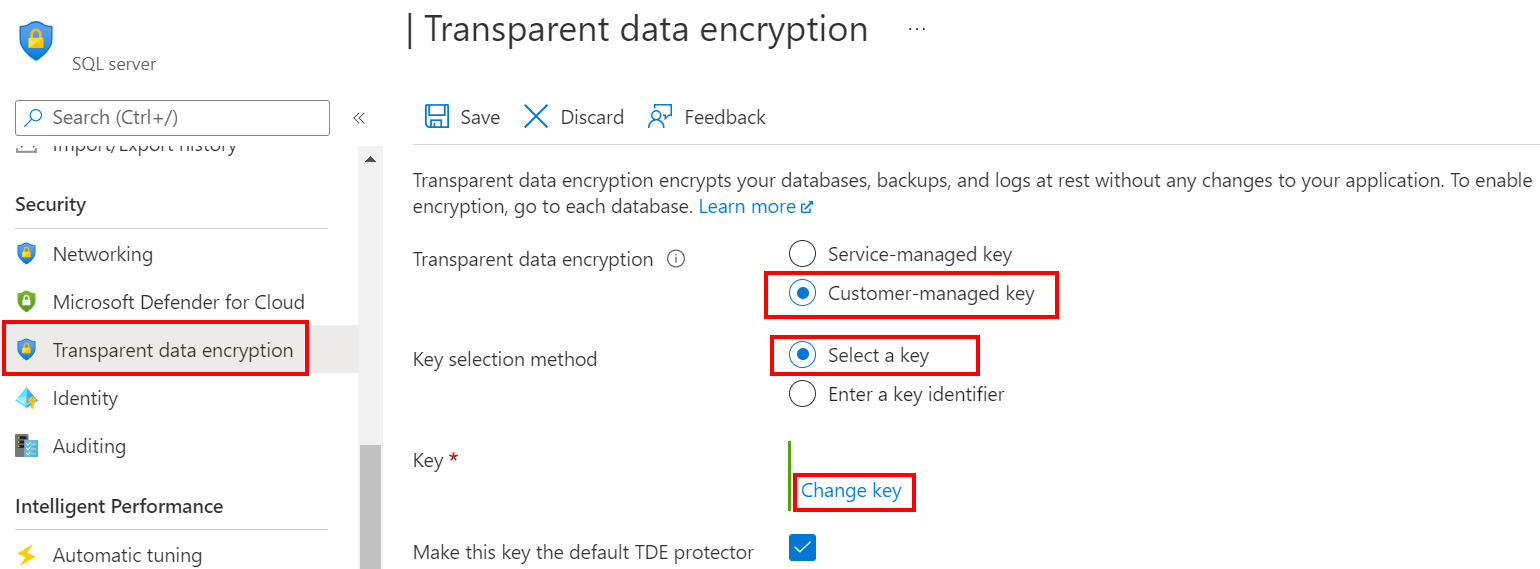 SQL server
Search (Ctrl+/)
«
Import/Export history
Security
Networking
Microsoft Defender for Cloud
Transparent data encryption
Identity
Auditing
Intelligent Performance
Automatic tuning
| Transparent data encryption ...
Save Discard Feedback
Transparent data encryption encrypts your databases, backups, and logs at rest without any changes to your application. To enable
encryption, go to each database. Learn more
Transparent data encryption
Service-managed key
Customer-managed key
Key selection method
Select a key
Enter a key identifier
Key *
Change key
Make this key the default TDE protector